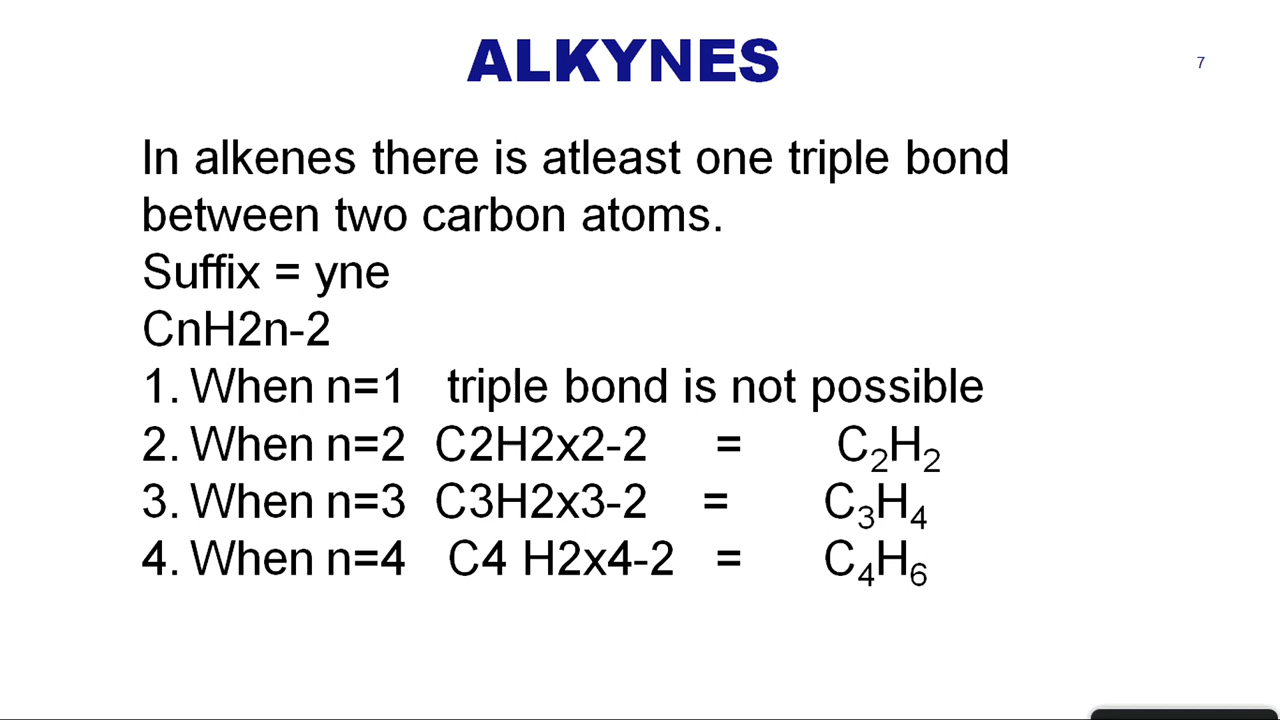 ALKYNES
7
In alkenes there is atleast one triple bond
between two carbon atoms.
Suffix = yne
CnH2n-2
1. When n=1 triple bond is not possible
2. When n=2 C2H2x2-2 = C₂H₂
3. When n=3 C3H2x3-2 = C₃H₄
4. When n=4 C4 H2x4-2 = C₄H₆